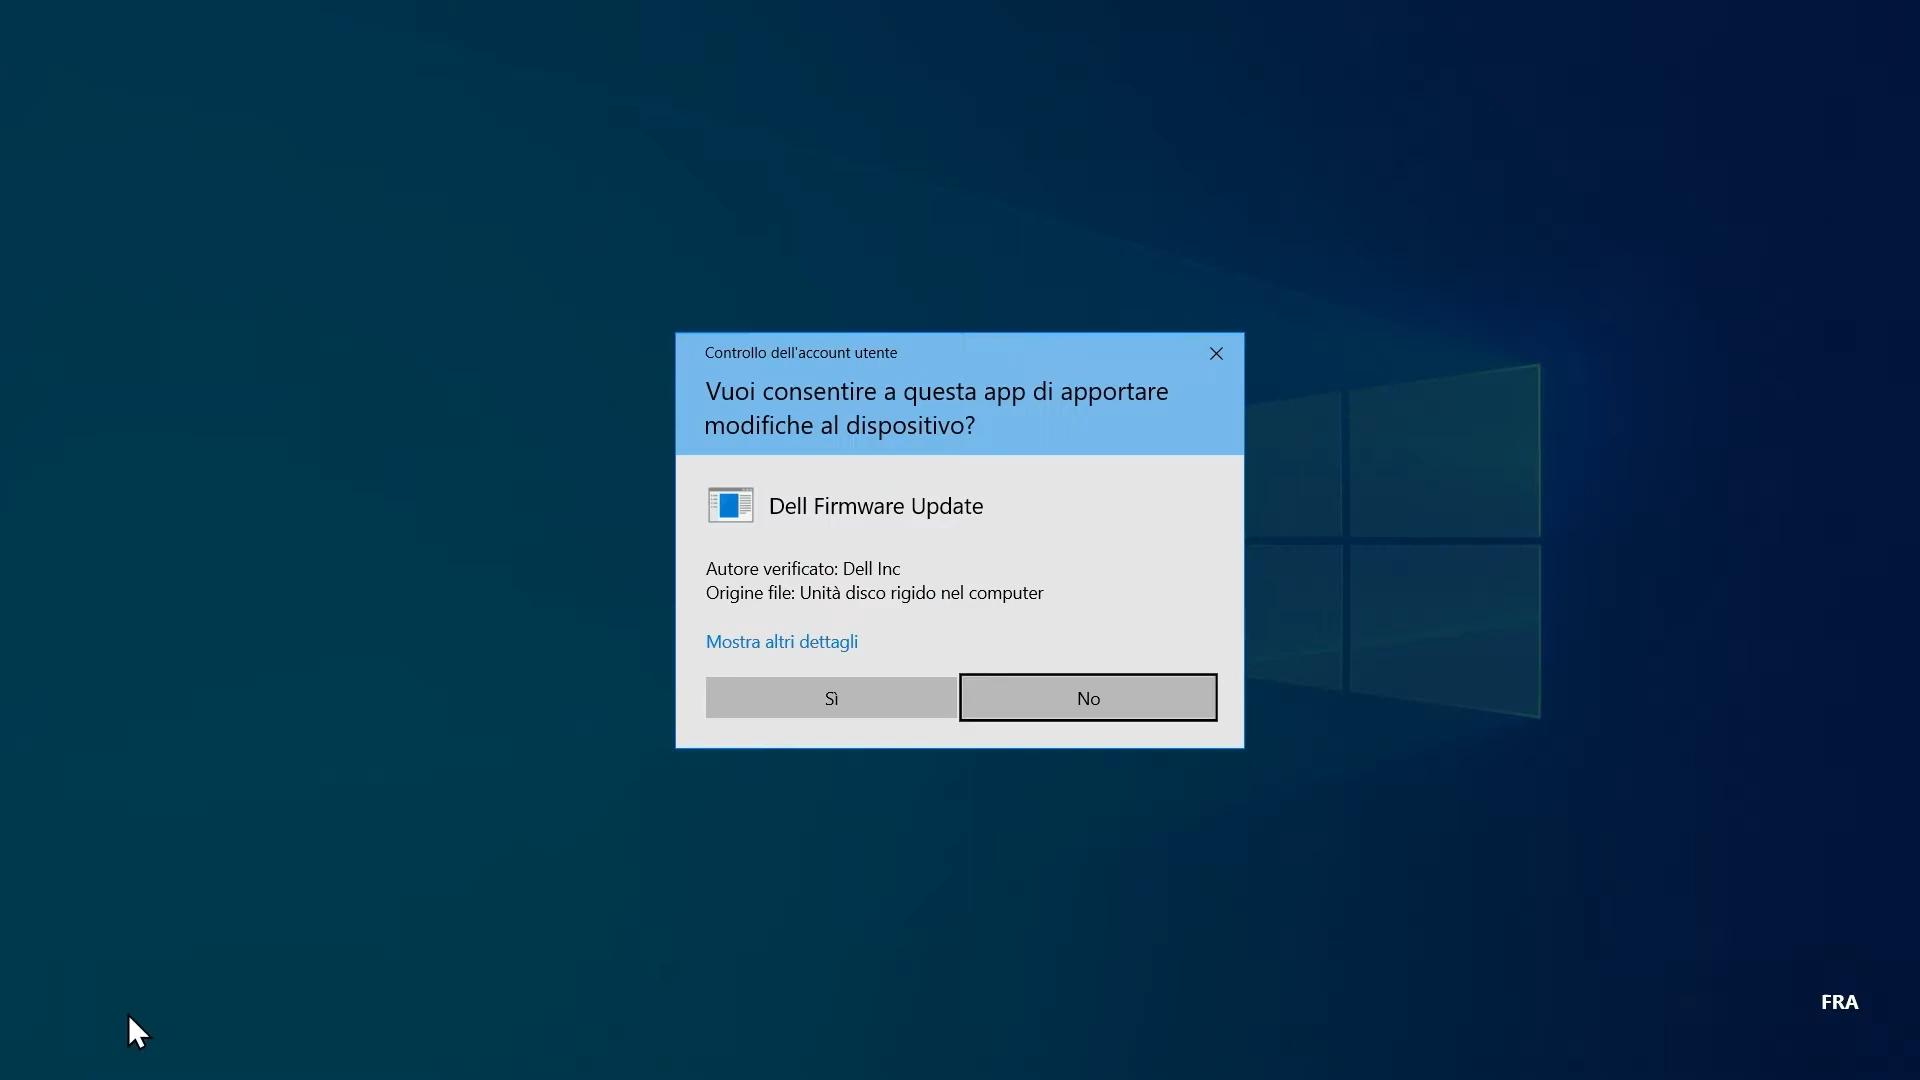 Controllo dell'account utente
Vuoi consentire a questa app di apportare
modifiche al dispositivo?
Dell Firmware Update
Autore verificato: Dell Inc
Origine file: Unità disco rigido nel computer
Mostra altri dettagli
Sì
No
FRA